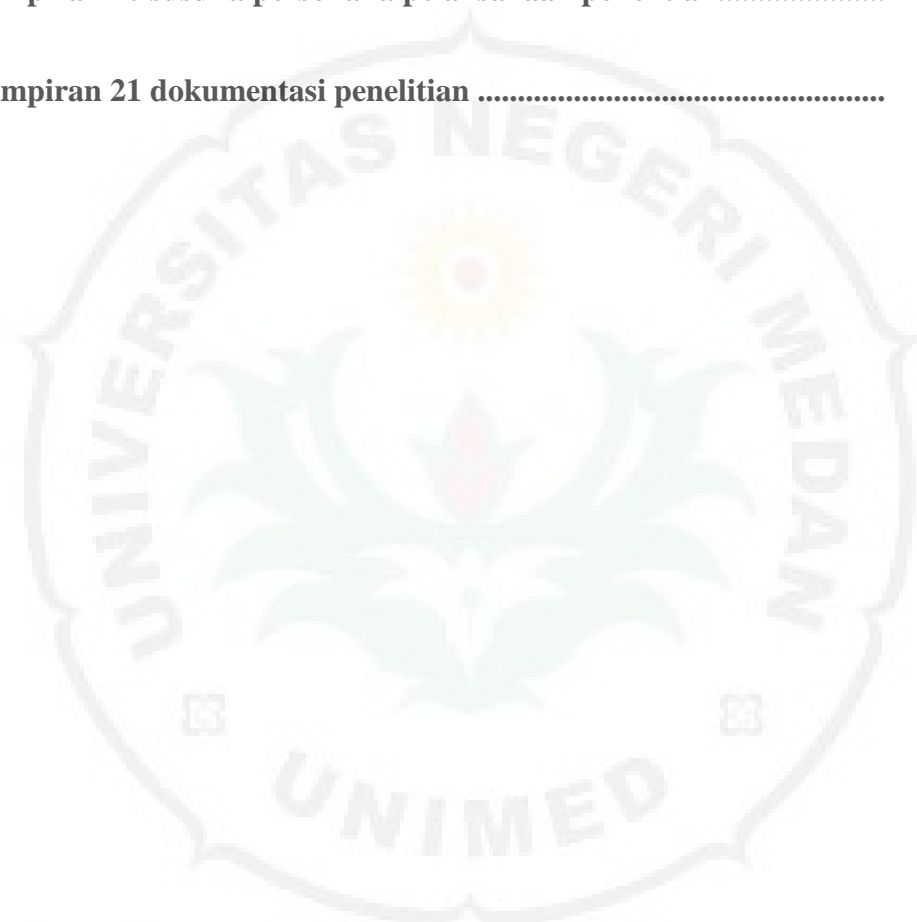 mpiran 21 dokumentasi penelitian ...................................................
UNIVERSITAS NEGERI MEDAN
UNIMED